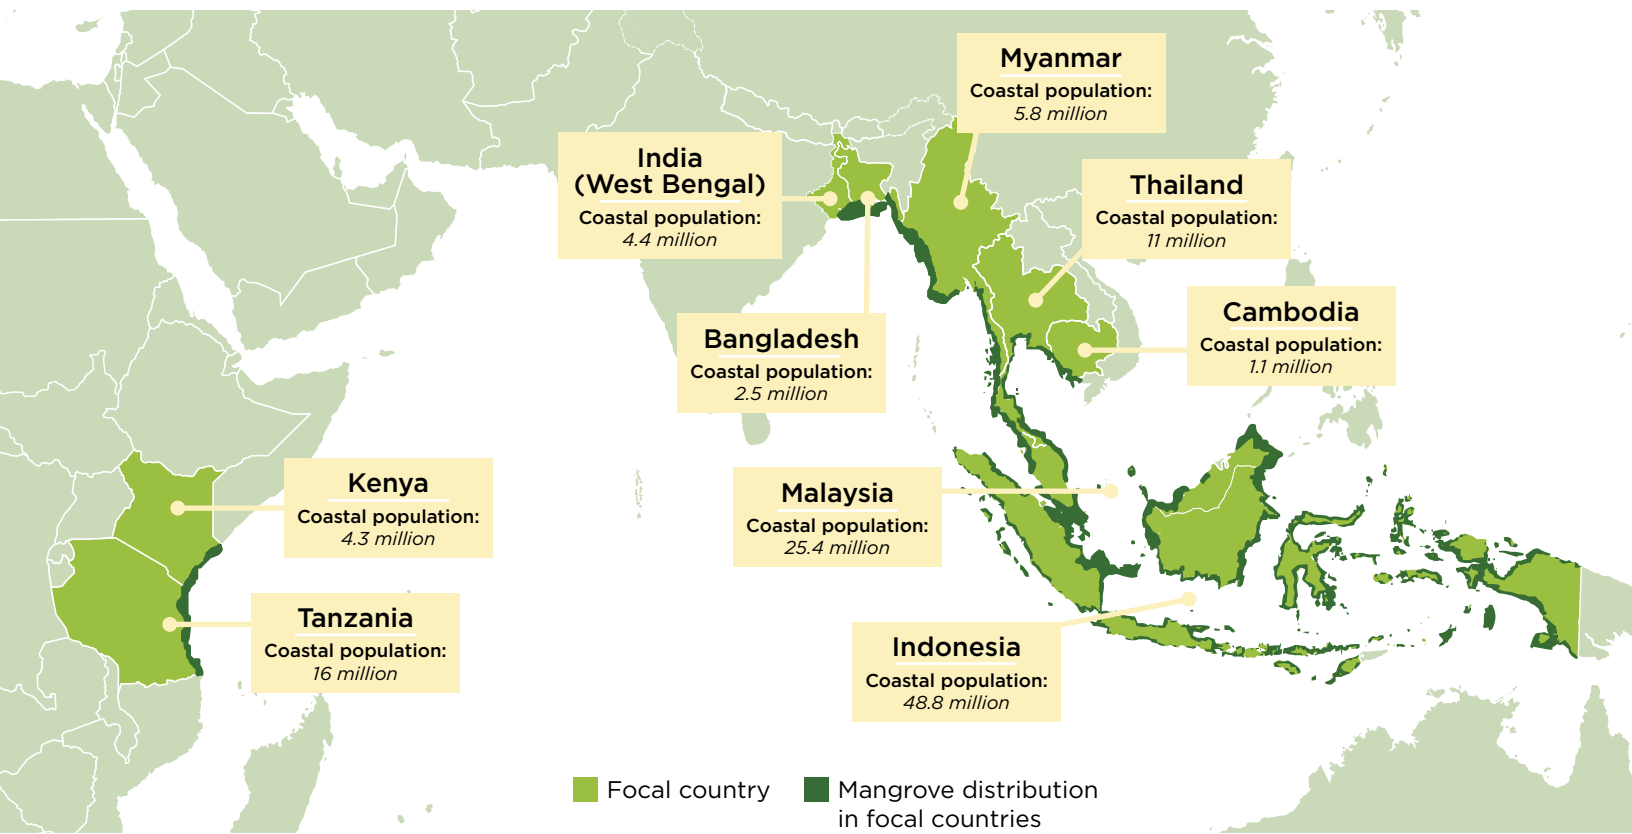 Myanmar
Coastal population:
5.8 million
India
(West Bengal)
Coastal population:
4.4 million
Thailand
Coastal population:
11 million
Cambodia
Coastal population:
1.1 million
Bangladesh
Coastal population:
2.5 million
Kenya
Coastal population:
4.3 million
Malaysia
Coastal population:
25.4 million
Tanzania
Coastal population:
16 million
Indonesia
Coastal population:
48.8 million
Focal country
Mangrove distribution
in focal countries